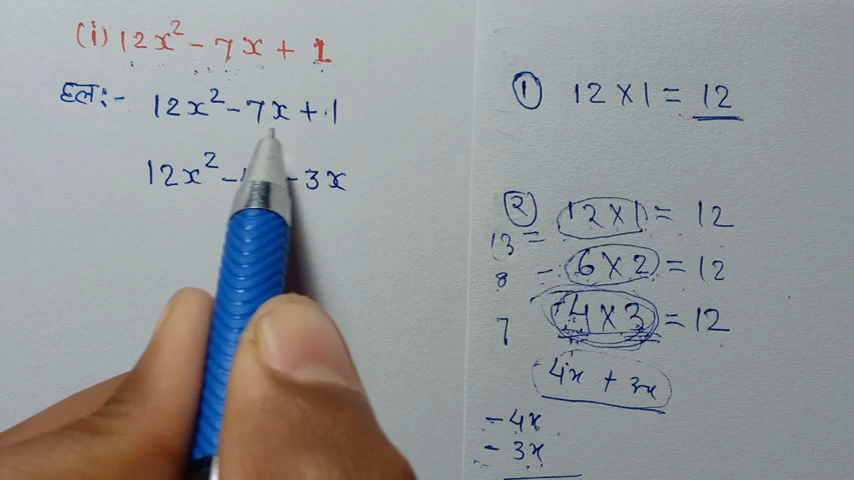 (i) 12x² - 7x + 1
हलः- 12x² - 7x + 1
12x² - - 3x
① 12 × 1 = 12
② 12 × 1 = 12
13 =
8 - 6 × 2 = 12
7 4 × 3 = 12
4x + 3x
- 4x
- 3x